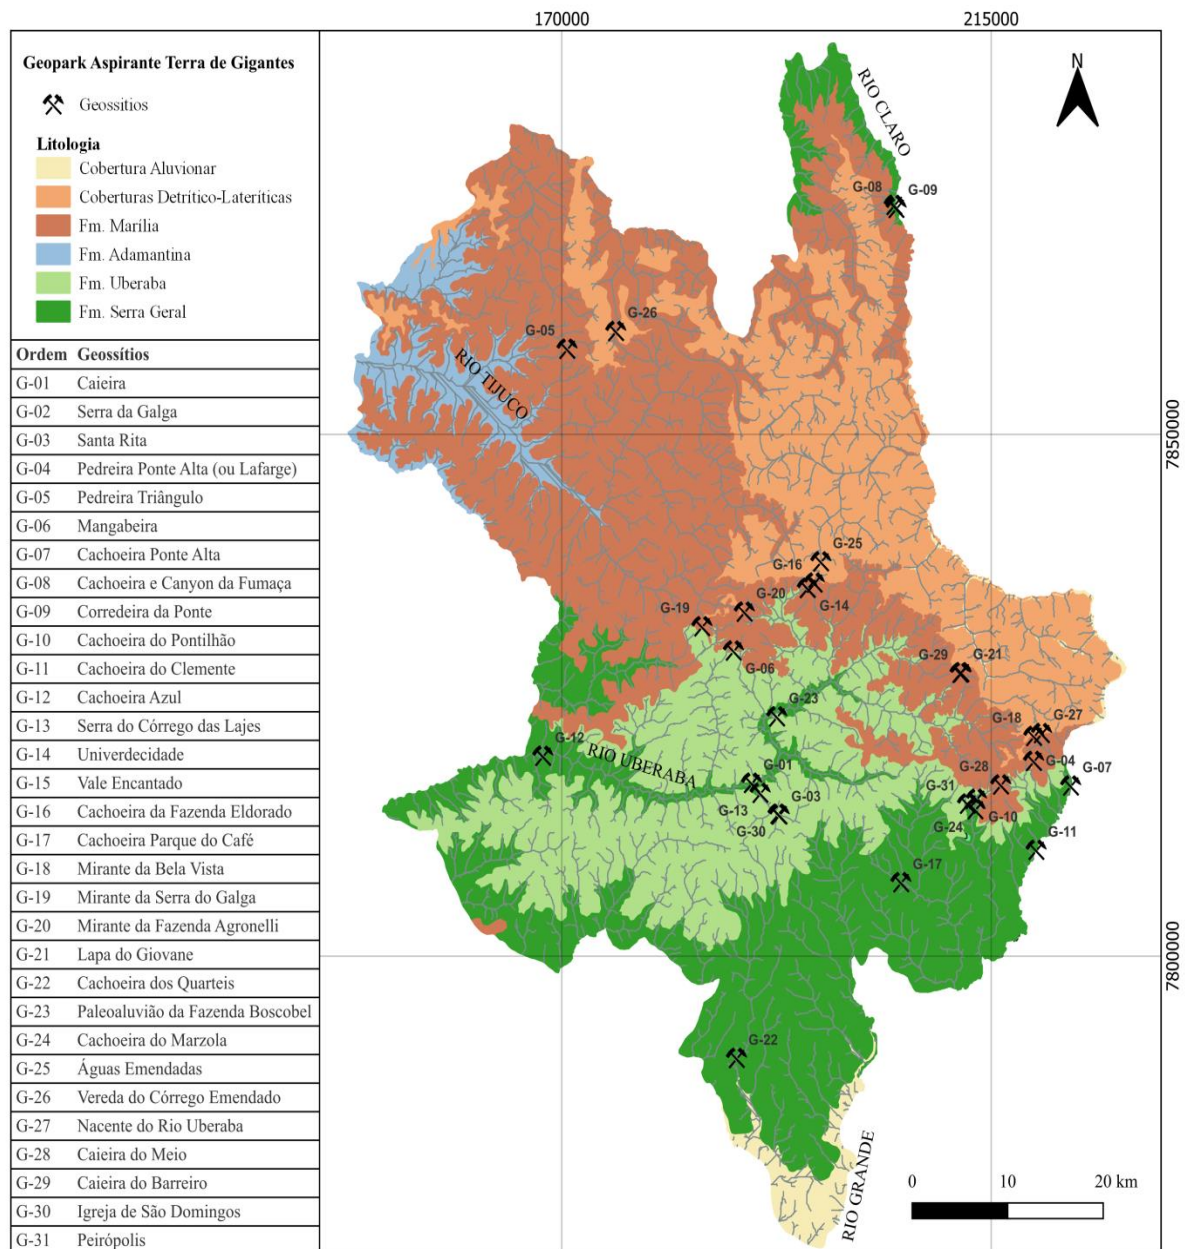 170000
215000
Geopark Aspirante Terra de Gigantes
Geossitios
Litologia
Cobertura Aluvionar
Coberturas Detrítico-Lateríticas
Fm. Marília
Fm. Adamantina
Fm. Uberaba
Fm. Serra Geral
Ordem Geossítios
G-01 Caieira
G-02 Serra da Galga
G-03 Santa Rita
G-04 Pedreira Ponte Alta (ou Lafarge)
G-05 Pedreira Triângulo
G-06 Mangabeira
G-07 Cachoeira Ponte Alta
G-08 Cachoeira e Canyon da Fumaça
G-09 Corredeira da Ponte
G-10 Cachoeira do Pontilhão
G-11 Cachoeira do Clemente
G-12 Cachoeira Azul
G-13 Serra do Córrego das Lajes
G-14 Univerdecidade
G-15 Vale Encantado
G-16 Cachoeira da Fazenda Eldorado
G-17 Cachoeira Parque do Café
G-18 Mirante da Bela Vista
G-19 Mirante da Serra do Galga
G-20 Mirante da Fazenda Agronelli
G-21 Lapa do Giovane
G-22 Cachoeira dos Quarteis
G-23 Paleoaluvião da Fazenda Boscobel
G-24 Cachoeira do Marzola
G-25 Águas Emendadas
G-26 Vereda do Córrego Emendado
G-27 Nacente do Rio Uberaba
G-28 Caieira do Meio
G-29 Caieira do Barreiro
G-30 Igreja de São Domingos
G-31 Peirópolis
N
RIO CLARO
G-08
G-09
G-26
G-05
RIO TIJUCO
7850000
G-25
G-16
G-20
G-14
G-19
G-06
G-29
G-21
G-23
G-18
G-27
G-12
RIO UBERABA
G-01
G-28
G-04
G-07
G-31
G-13
G-03
G-10
G-30
G-24
G-11
G-17
7800000
G-22
RIO GRANDE
0
10
20 km